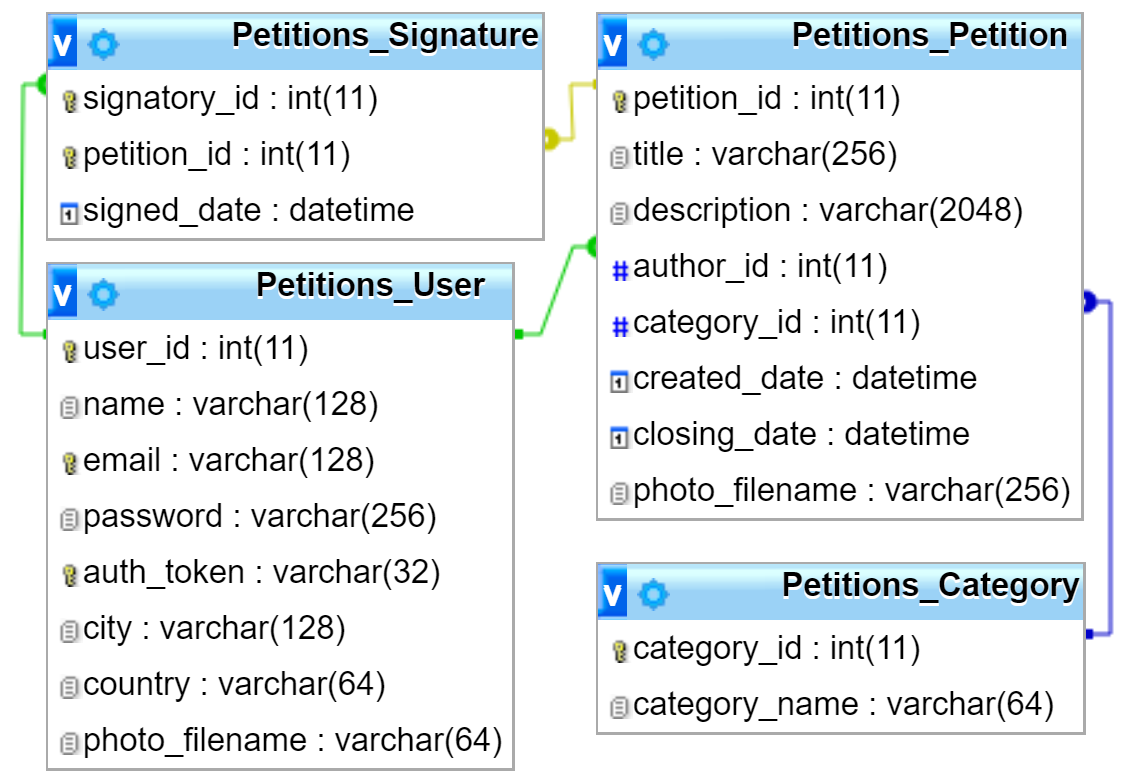 v Petitions_Signature
signatory_id : int(11)
petition_id : int(11)
signed_date : datetime
v Petitions_User
user_id : int(11)
name : varchar(128)
email : varchar(128)
password : varchar(256)
auth_token : varchar(32)
city : varchar(128)
country : varchar(64)
photo_filename : varchar(64)
v Petitions_Petition
petition_id : int(11)
title : varchar(256)
description : varchar(2048)
# author_id : int(11)
# category_id : int(11)
created_date : datetime
closing_date : datetime
photo_filename : varchar(256)
v Petitions_Category
category_id : int(11)
category_name : varchar(64)